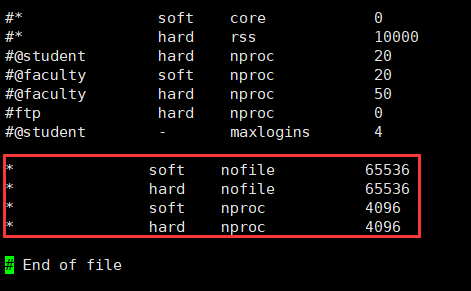 #*               soft    core            0
#*               hard    rss             10000
#@student        hard    nproc           20
#@faculty        soft    nproc           20
#@faculty        hard    nproc           50
#ftp             hard    nproc           0
#@student        -       maxlogins       4
*               soft    nofile          65536
*               hard    nofile          65536
*               soft    nproc           4096
*               hard    nproc           4096
# End of file